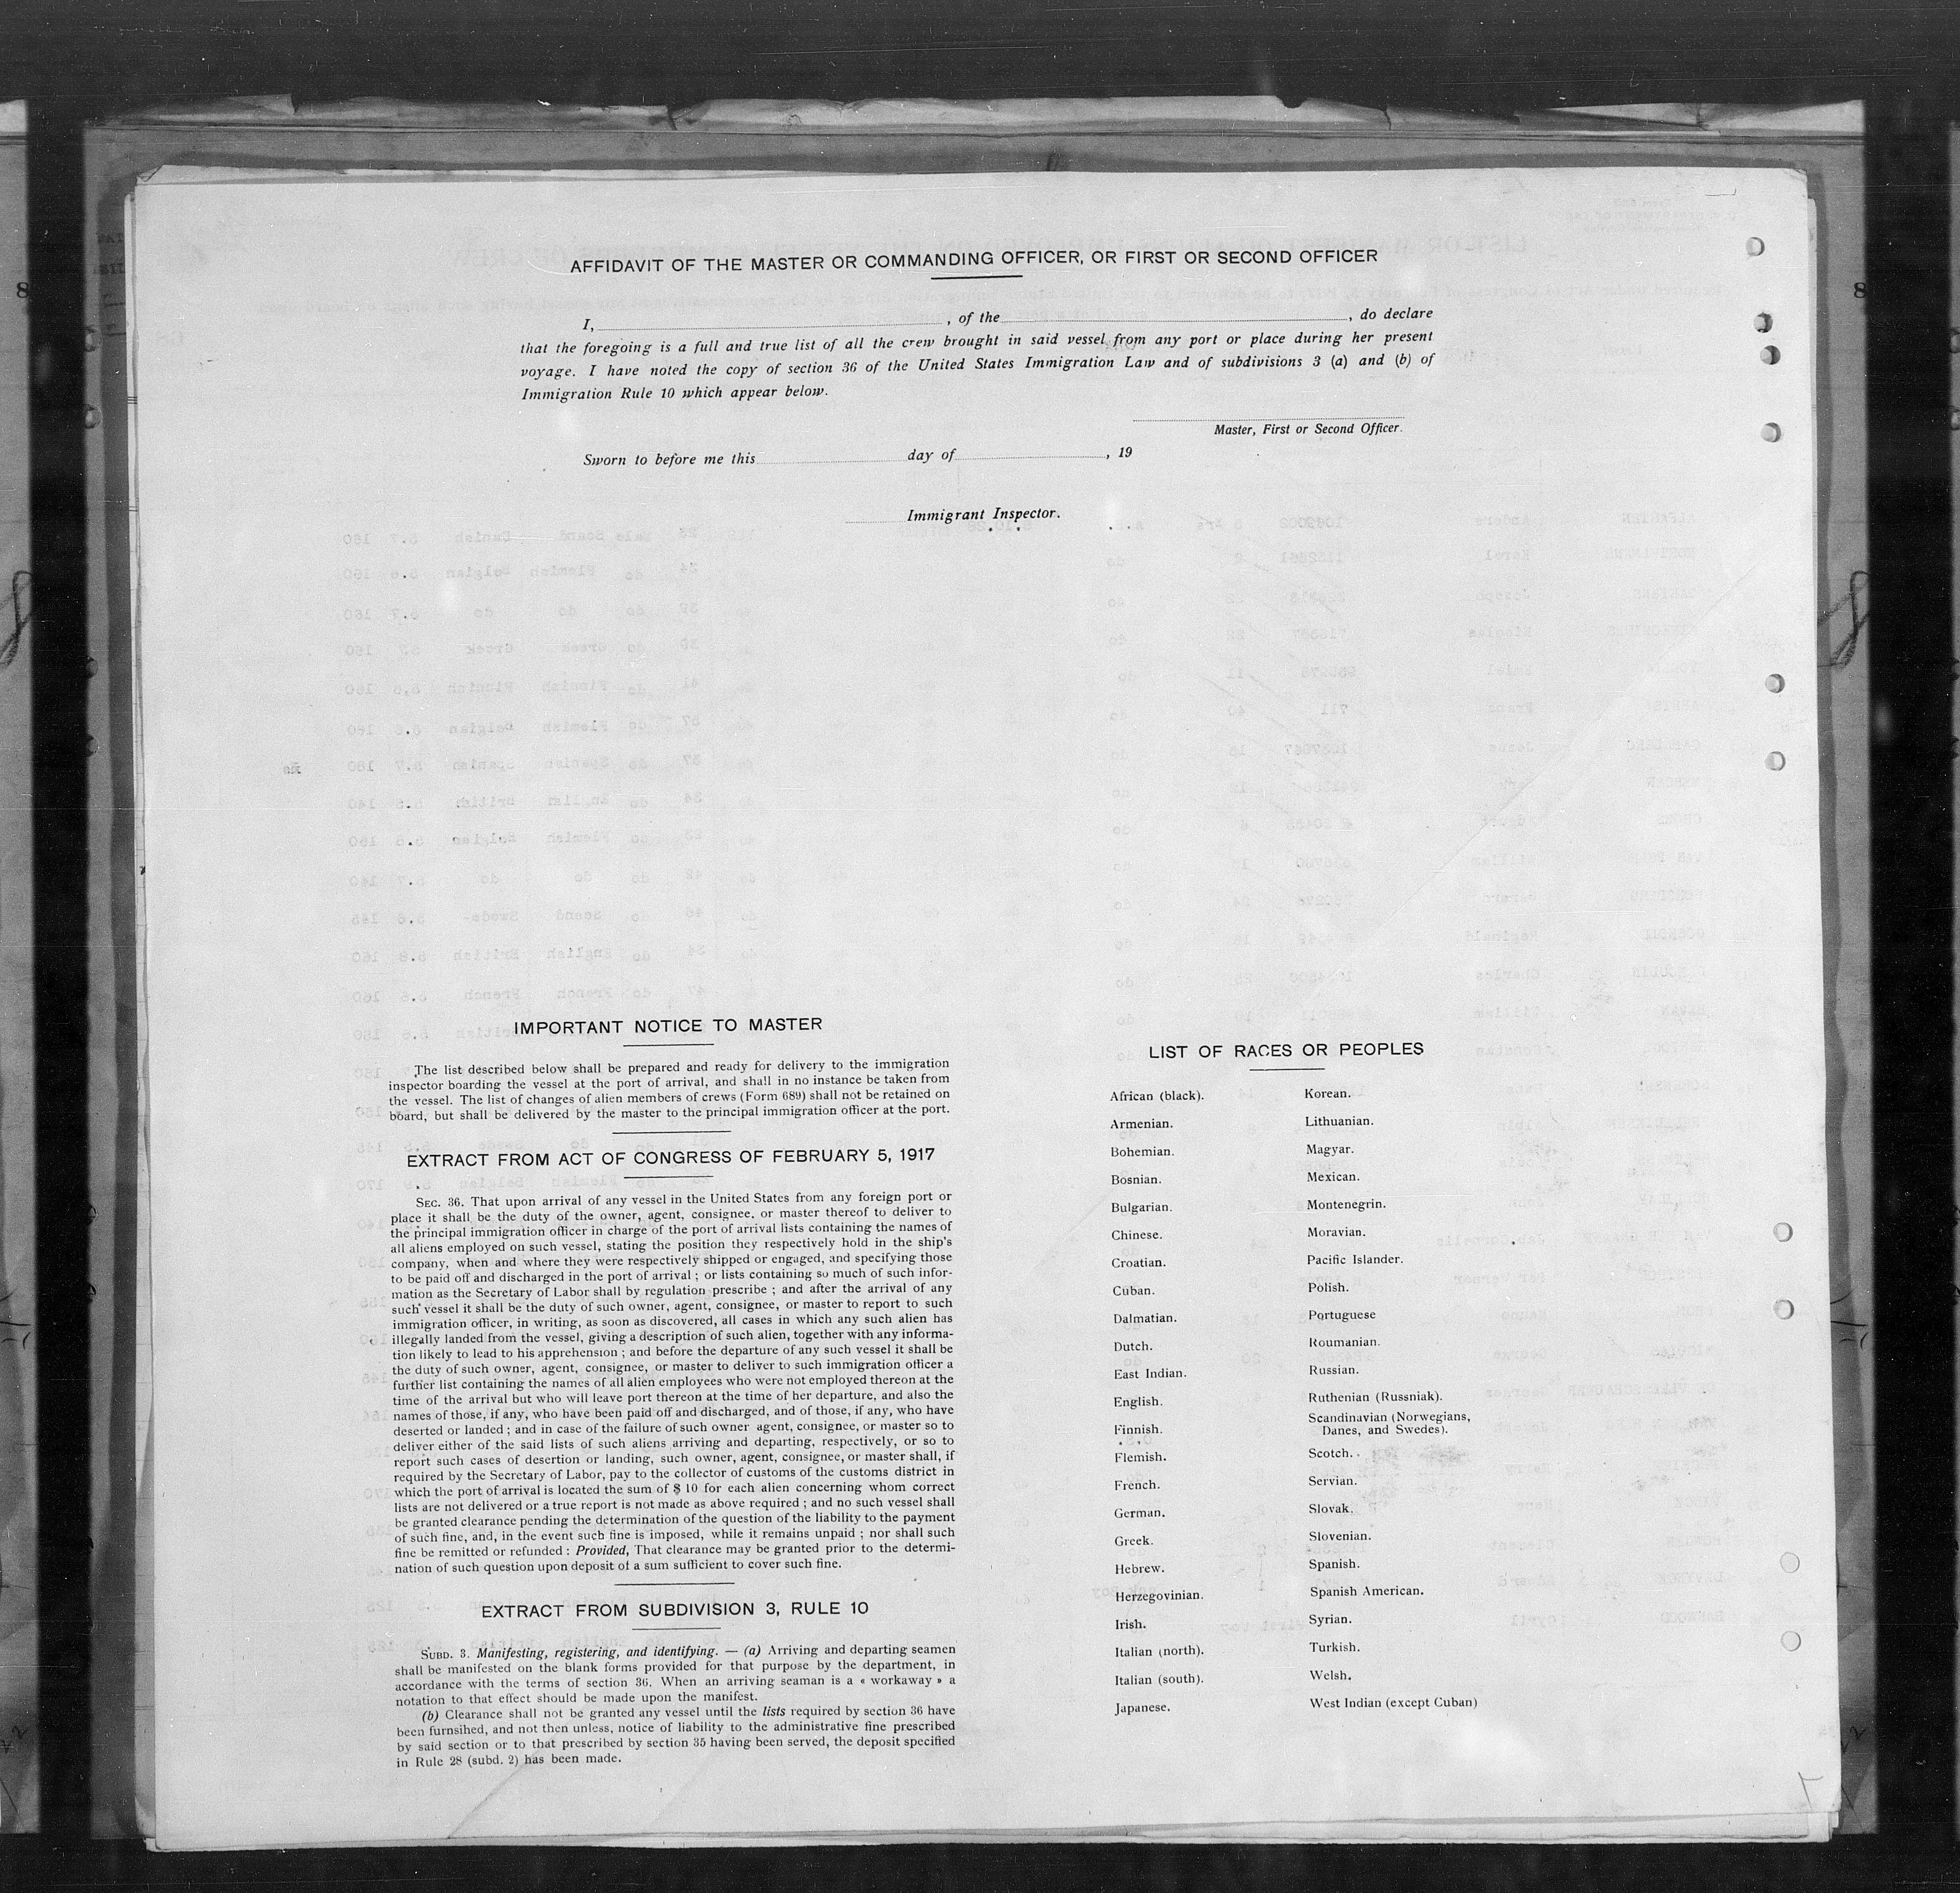 AFFIDAVIT OF THE MASTER OR COMMANDING OFFICER, OR FIRST OR SECOND OFFICER
I, , of the , do declare
that the foregoing is a full and true list of all the crew brought in said vessel from any port or place during her present
voyage. I have noted the copy of section 36 of the United States Immigration Law and of subdivisions 3 (a) and (b) of
Immigration Rule 10 which appear below.
Master, First or Second Officer.
Sworn to before me this day of , 19
Immigrant Inspector.
IMPORTANT NOTICE TO MASTER
The list described below shall be prepared and ready for delivery to the immigration
inspector boarding the vessel at the port of arrival, and shall in no instance be taken from
the vessel. The list of changes of alien members of crews (Form 689) shall not be retained on
board, but shall be delivered by the master to the principal immigration officer at the port.
EXTRACT FROM ACT OF CONGRESS OF FEBRUARY 5, 1917
SEC. 36. That upon arrival of any vessel in the United States from any foreign port or
place it shall be the duty of the owner, agent, consignee. or master thereof to deliver to
the principal immigration officer in charge of the port of arrival lists containing the names of
all aliens employed on such vessel, stating the position they respectively hold in the ship's
company, when and where they were respectively shipped or engaged, and specifying those
to be paid off and discharged in the port of arrival ; or lists containing so much of such infor-
mation as the Secretary of Labor shall by regulation prescribe ; and after the arrival of any
such vessel it shall be the duty of such owner, agent, consignee, or master to report to such
immigration officer, in writing, as soon as discovered, all cases in which any such alien has
illegally landed from the vessel, giving a description of such alien, together with any informa-
tion likely to lead to his apprehension ; and before the departure of any such vessel it shall be
the duty of such owner, agent, consignee, or master to deliver to such immigration officer a
further list containing the names of all alien employees who were not employed thereon at the
time of the arrival but who will leave port thereon at the time of her departure, and also the
names of those, if any, who have been paid off and discharged, and of those, if any, who have
deserted or landed ; and in case of the failure of such owner agent, consignee, or master so to
deliver either of the said lists of such aliens arriving and departing, respectively, or so to
report such cases of desertion or landing, such owner, agent, consignee, or master shall, if
required by the Secretary of Labor, pay to the collector of customs of the customs district in
which the port of arrival is located the sum of $ 10 for each alien concerning whom correct
lists are not delivered or a true report is not made as above required ; and no such vessel shall
be granted clearance pending the determination of the question of the liability to the payment
of such fine, and, in the event such fine is imposed, while it remains unpaid ; nor shall such
fine be remitted or refunded : Provided, That clearance may be granted prior to the determi-
nation of such question upon deposit of a sum sufficient to cover such fine.
EXTRACT FROM SUBDIVISION 3, RULE 10
SUBD. 3. Manifesting, registering, and identifying. — (a) Arriving and departing seamen
shall be manifested on the blank forms provided for that purpose by the department, in
accordance with the terms of section 36. When an arriving seaman is a « workaway » a
notation to that effect should be made upon the manifest.
(b) Clearance shall not be granted any vessel until the lists required by section 36 have
been furnsihed, and not then unless, notice of liability to the administrative fine prescribed
by said section or to that prescribed by section 35 having been served, the deposit specified
in Rule 28 (subd. 2) has been made.
LIST OF RACES OR PEOPLES
African (black).
Armenian.
Bohemian.
Bosnian.
Bulgarian.
Chinese.
Croatian.
Cuban.
Dalmatian.
Dutch.
East Indian.
English.
Finnish.
Flemish.
French.
German.
Greek.
Hebrew.
Herzegovinian.
Irish.
Italian (north).
Italian (south).
Japanese.
Korean.
Lithuanian.
Magyar.
Mexican.
Montenegrin.
Moravian.
Pacific Islander.
Polish.
Portuguese
Roumanian.
Russian.
Ruthenian (Russniak).
Scandinavian (Norwegians,
Danes, and Swedes).
Scotch.
Servian.
Slovak.
Slovenian.
Spanish.
Spanish American.
Syrian.
Turkish.
Welsh.
West Indian (except Cuban)